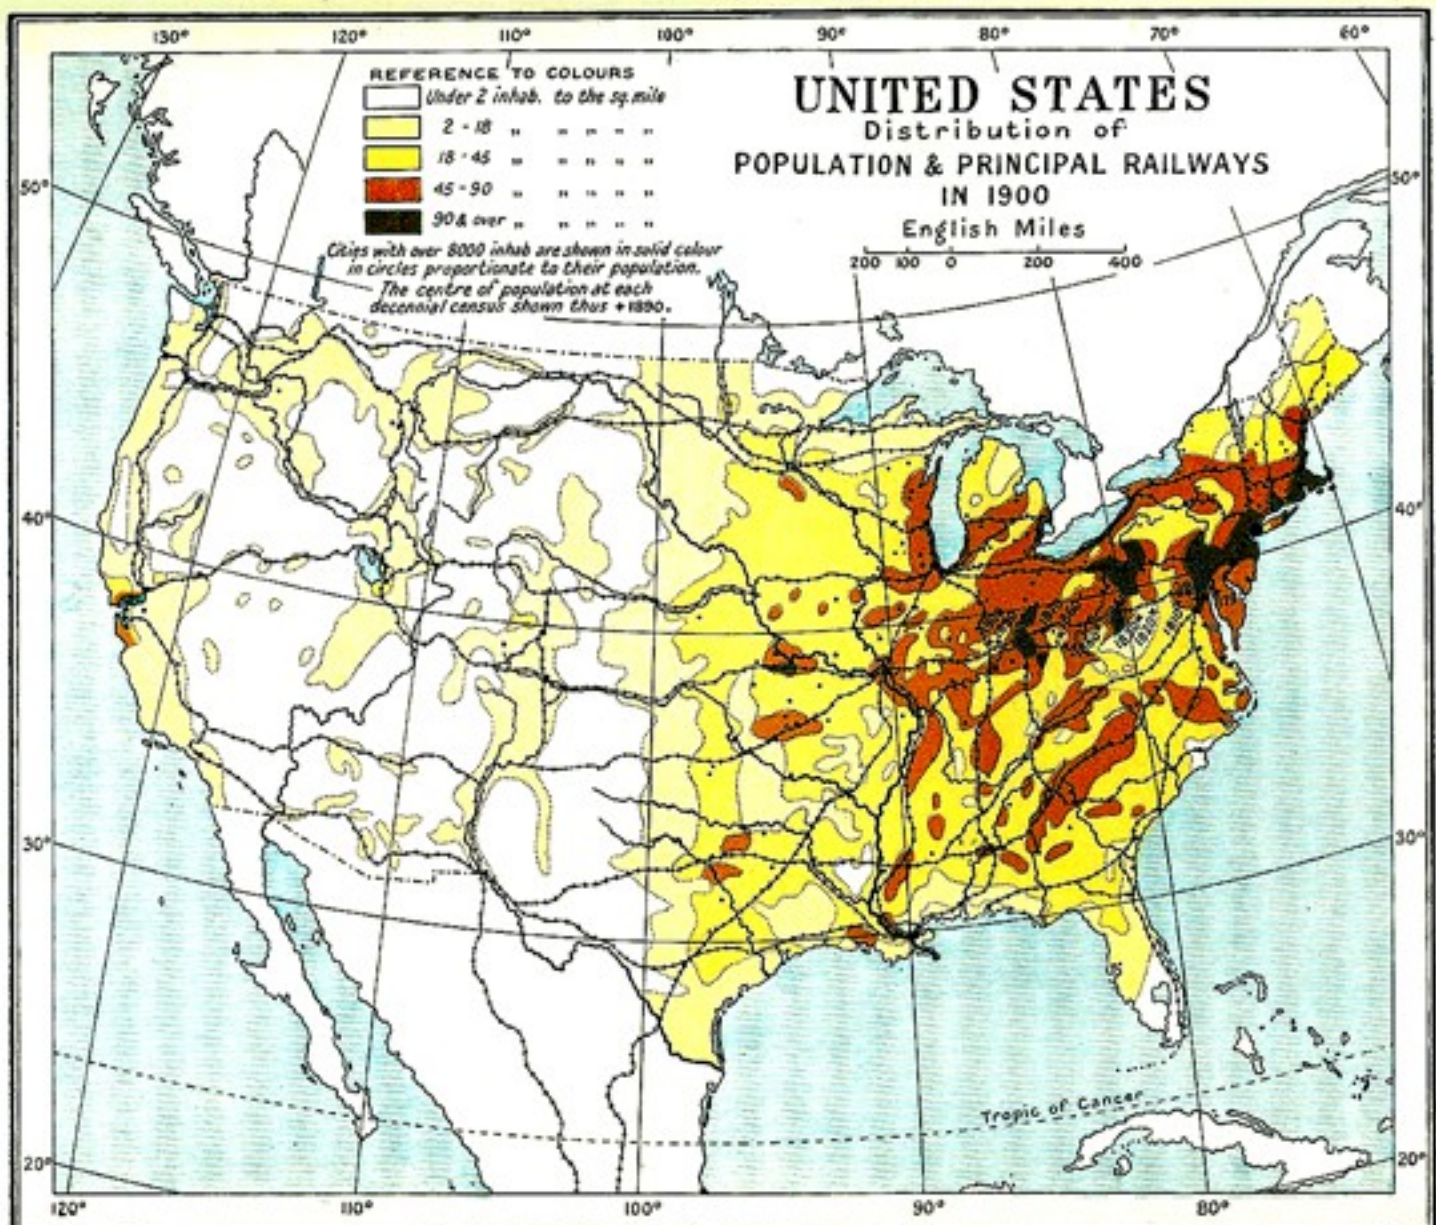 130° 120° 110° 100° 90° 80° 70° 60°
REFERENCE TO COLOURS
Under 2 inhab. to the sq. mile
2 - 18 " " " " "
18 - 45 " " " " "
45 - 90 " " " " "
90 & over " " " " "
Cities with over 8000 inhab are shown in solid colour
in circles proportionate to their population.
The centre of population at each
decennial census shown thus + 1890.
UNITED STATES
Distribution of
POPULATION & PRINCIPAL RAILWAYS
IN 1900
English Miles
200 100 0 200 400
50° 50°
40° 40°
30° 30°
Tropic of Cancer
20° 20°
120° 110° 100° 90° 80°